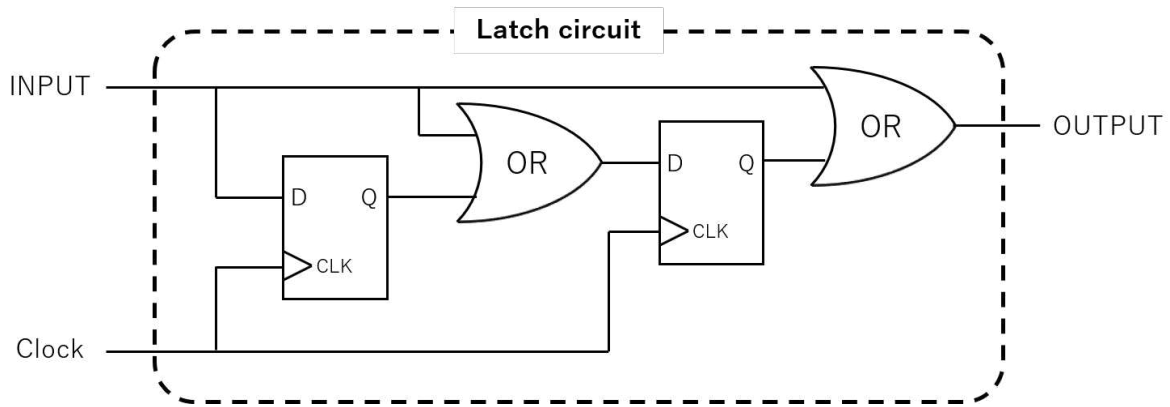 Latch circuit
INPUT
OR
OUTPUT
OR
D
Q
D
Q
CLK
CLK
Clock